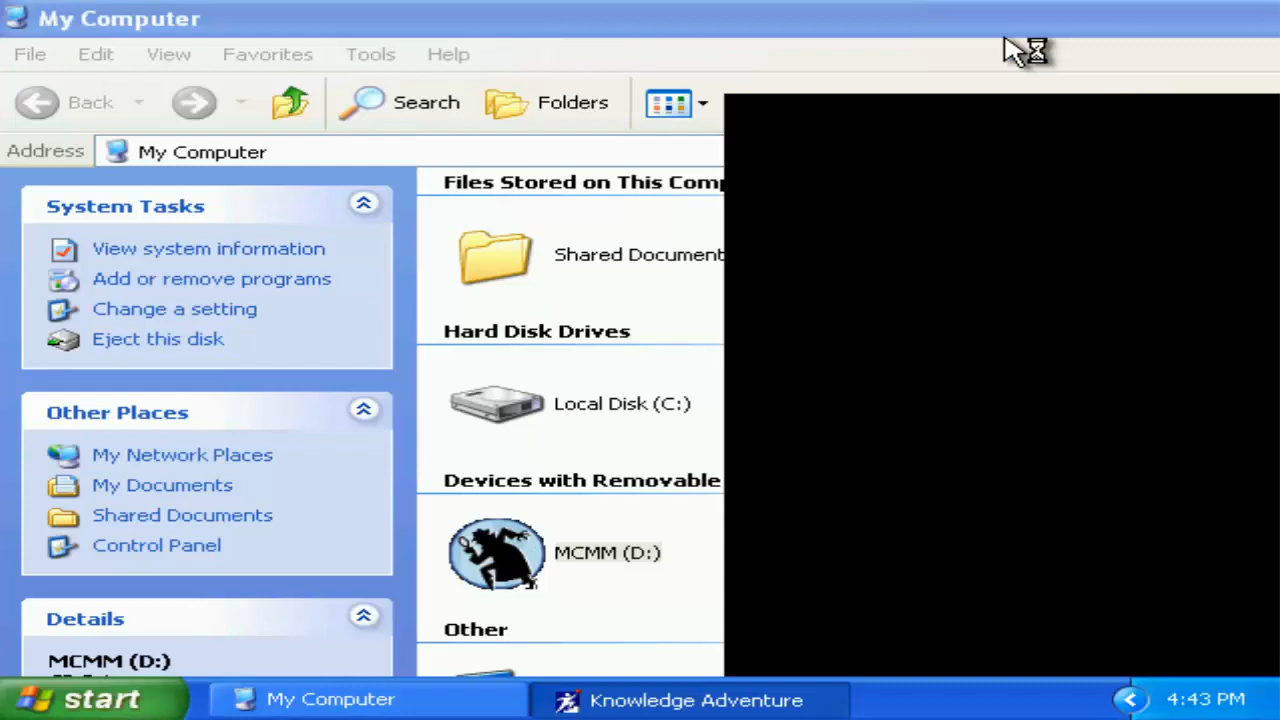 My Computer
File Edit View Favorites Tools Help
Back Search Folders
Address My Computer
System Tasks
View system information
Add or remove programs
Change a setting
Eject this disk
Other Places
My Network Places
My Documents
Shared Documents
Control Panel
Details
MCMM (D:)
Files Stored on This Comp
Shared Document
Hard Disk Drives
Local Disk (C:)
Devices with Removable
MCMM (D:)
Other
start My Computer Knowledge Adventure 4:43 PM